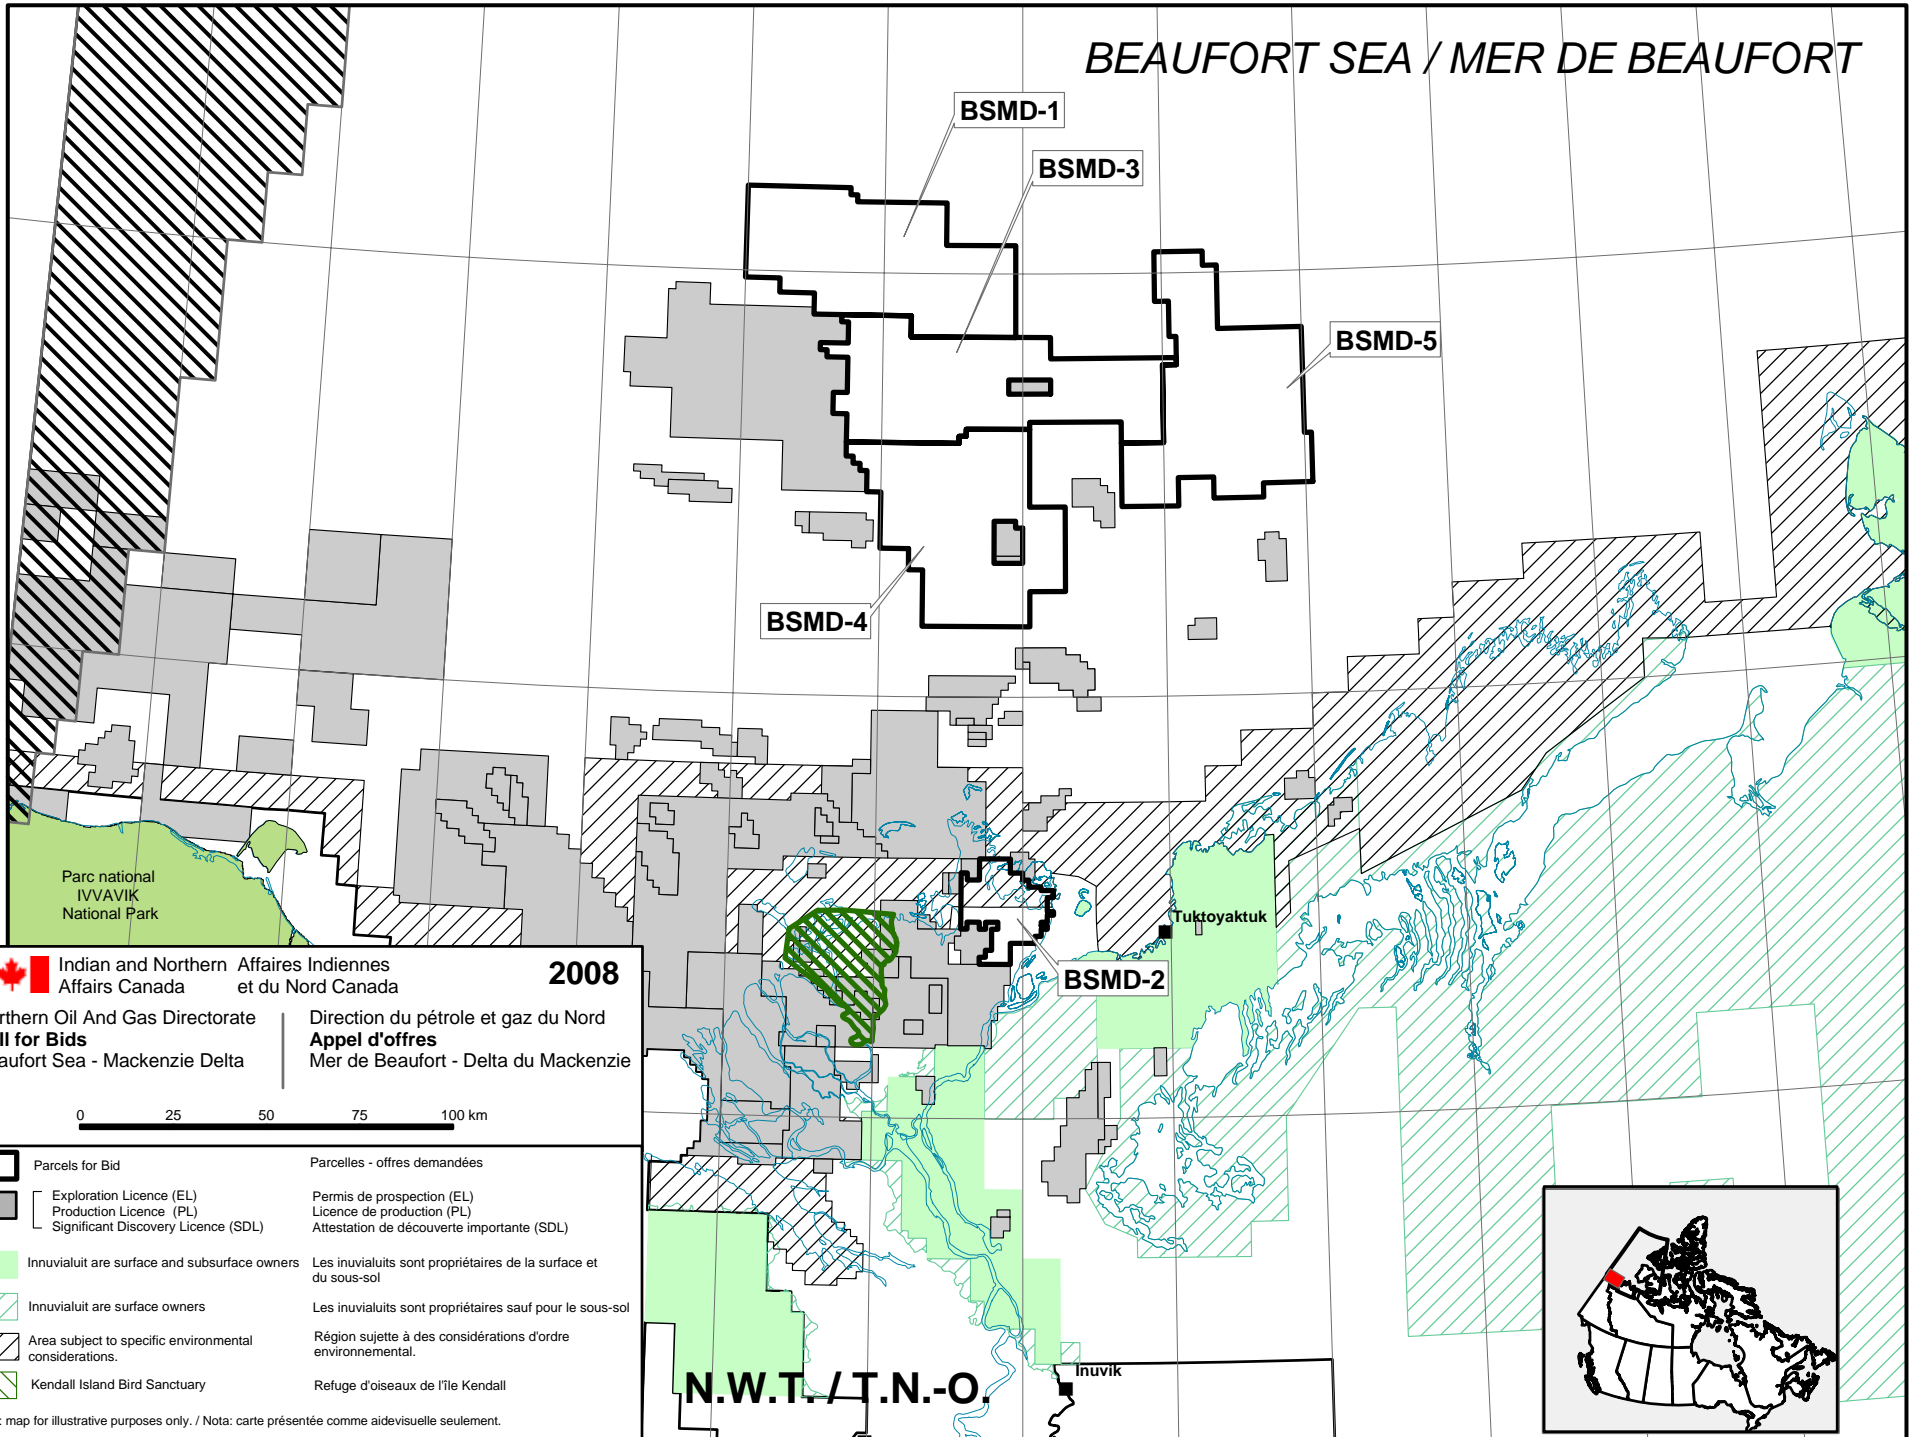 BEAUFORT SEA / MER DE BEAUFORT
BSMD-1
BSMD-3
BSMD-5
BSMD-4
Parc national
IVVAVIK
National Park
Tuktoyaktuk
BSMD-2
Indian and Northern
Affairs Canada
Affaires Indiennes
et du Nord Canada
2008
rthern Oil And Gas Directorate
ll for Bids
aufort Sea - Mackenzie Delta
Direction du pétrole et gaz du Nord
Appel d'offres
Mer de Beaufort - Delta du Mackenzie
0 25 50 75 100 km
Parcels for Bid
Parcelles - offres demandées
Exploration Licence (EL)
Production Licence (PL)
Significant Discovery Licence (SDL)
Permis de prospection (EL)
Licence de production (PL)
Attestation de découverte importante (SDL)
Innuvialuit are surface and subsurface owners
Les inuvialuits sont propriétaires de la surface et
du sous-sol
Innuvialuit are surface owners
Les inuvialuits sont propriétaires sauf pour le sous-sol
Area subject to specific environmental
considerations.
Région sujette à des considérations d'ordre
environnemental.
Kendall Island Bird Sanctuary
Refuge d'oiseaux de l'île Kendall
: map for illustrative purposes only. / Nota: carte présentée comme aidevisuelle seulement.
N.W.T. / T.N.-O.
Inuvik